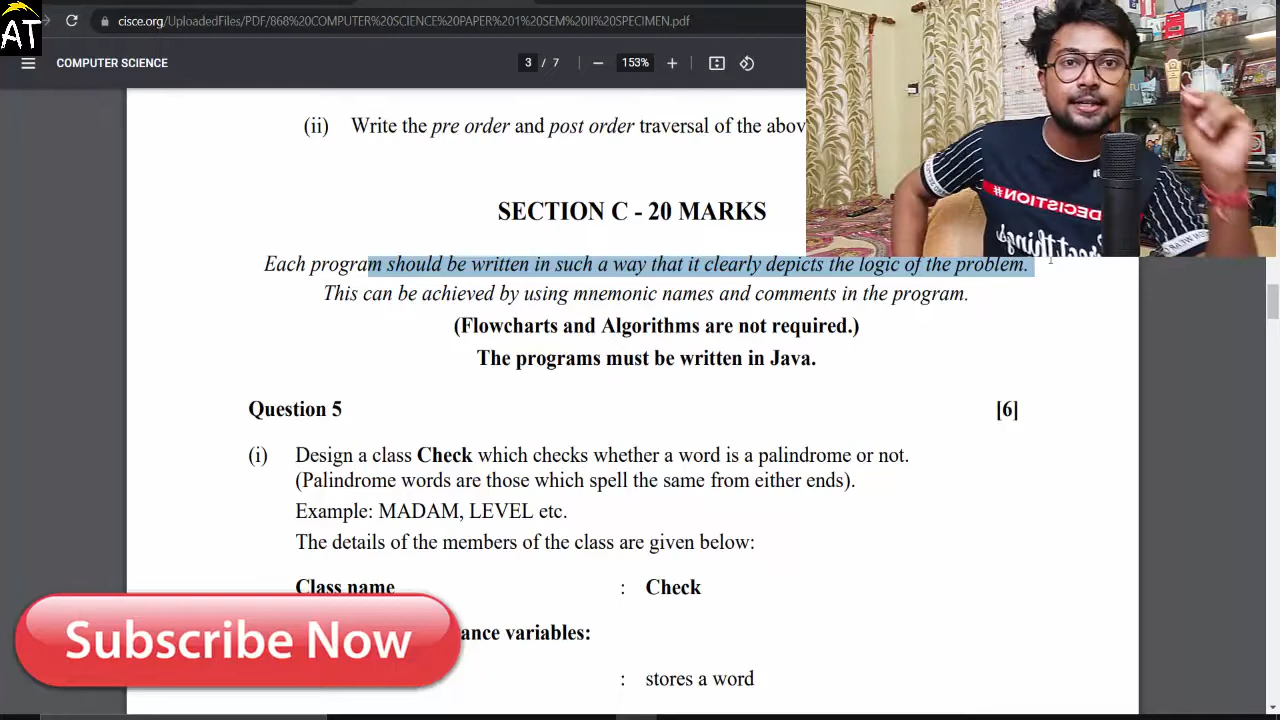 AT
cisce.org/UploadedFiles/PDF/868%20COMPUTER%20SCIENCE%20PAPER%201%20SEM%20II%20SPECIMEN.pdf
COMPUTER SCIENCE
3 / 7
153%
(ii) Write the pre order and post order traversal of the abov
SECTION C - 20 MARKS
Each program should be written in such a way that it clearly depicts the logic of the problem.
This can be achieved by using mnemonic names and comments in the program.
(Flowcharts and Algorithms are not required.)
The programs must be written in Java.
Question 5 [6]
(i) Design a class Check which checks whether a word is a palindrome or not.
(Palindrome words are those which spell the same from either ends).
Example: MADAM, LEVEL etc.
The details of the members of the class are given below:
Class name : Check
ance variables:
: stores a word
Subscribe Now
#DECISTION